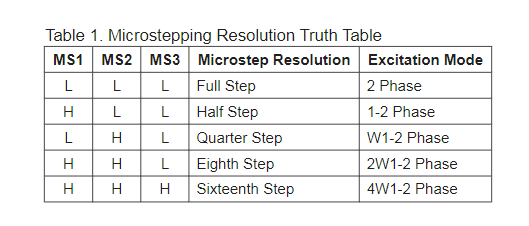 Table 1. Microstepping Resolution Truth Table
MS1 MS2 MS3 Microstep Resolution Excitation Mode
L L L Full Step 2 Phase
H L L Half Step 1-2 Phase
L H L Quarter Step W1-2 Phase
H H L Eighth Step 2W1-2 Phase
H H H Sixteenth Step 4W1-2 Phase